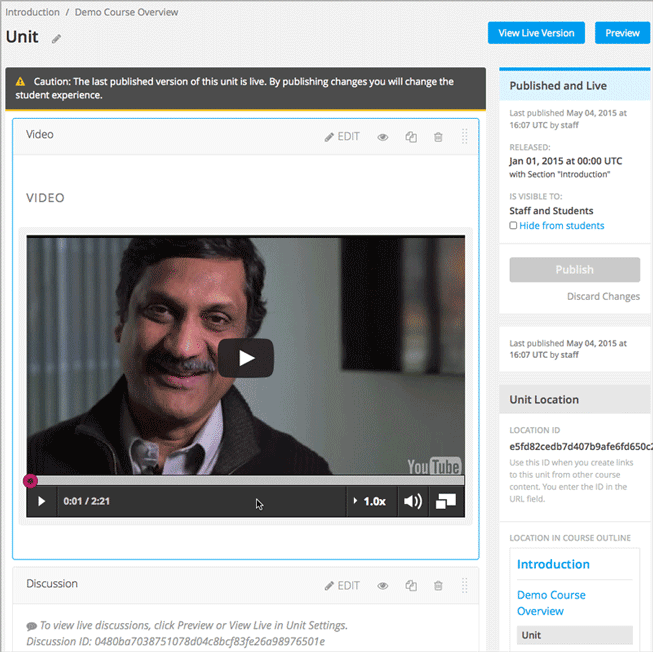 Introduction / Demo Course Overview
Unit
View Live Version
Preview
Caution: The last published version of this unit is live. By publishing changes you will change the
student experience.
Video
EDIT
VIDEO
YouTube
0:01 / 2:21
1.0x
Discussion
EDIT
To view live discussions, click Preview or View Live in Unit Settings.
Discussion ID: 0480ba7038751078d04c8bcf83fe26a98976501e
Published and Live
Last published May 04, 2015 at
16:07 UTC by staff
RELEASED:
Jan 01, 2015 at 00:00 UTC
with Section "Introduction"
IS VISIBLE TO:
Staff and Students
Hide from students
Publish
Discard Changes
Last published May 04, 2015 at
16:07 UTC by staff
Unit Location
LOCATION ID
e5fd82cedb7d407b9afe6fd650c2
Use this ID when you create links
to this unit from other course
content. You enter the ID in the
URL field.
LOCATION IN COURSE OUTLINE
Introduction
Demo Course
Overview
Unit